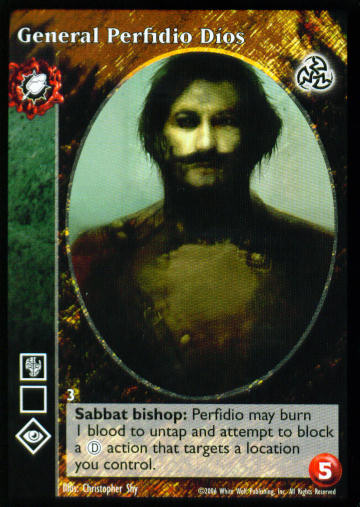 General Perfidio Díos
3
Sabbat bishop: Perfidio may burn
1 blood to untap and attempt to block
a Ⓓ action that targets a location
you control.
5
Illus: Christopher Shy
©2006 White Wolf Publishing, Inc. All Rights Reserved